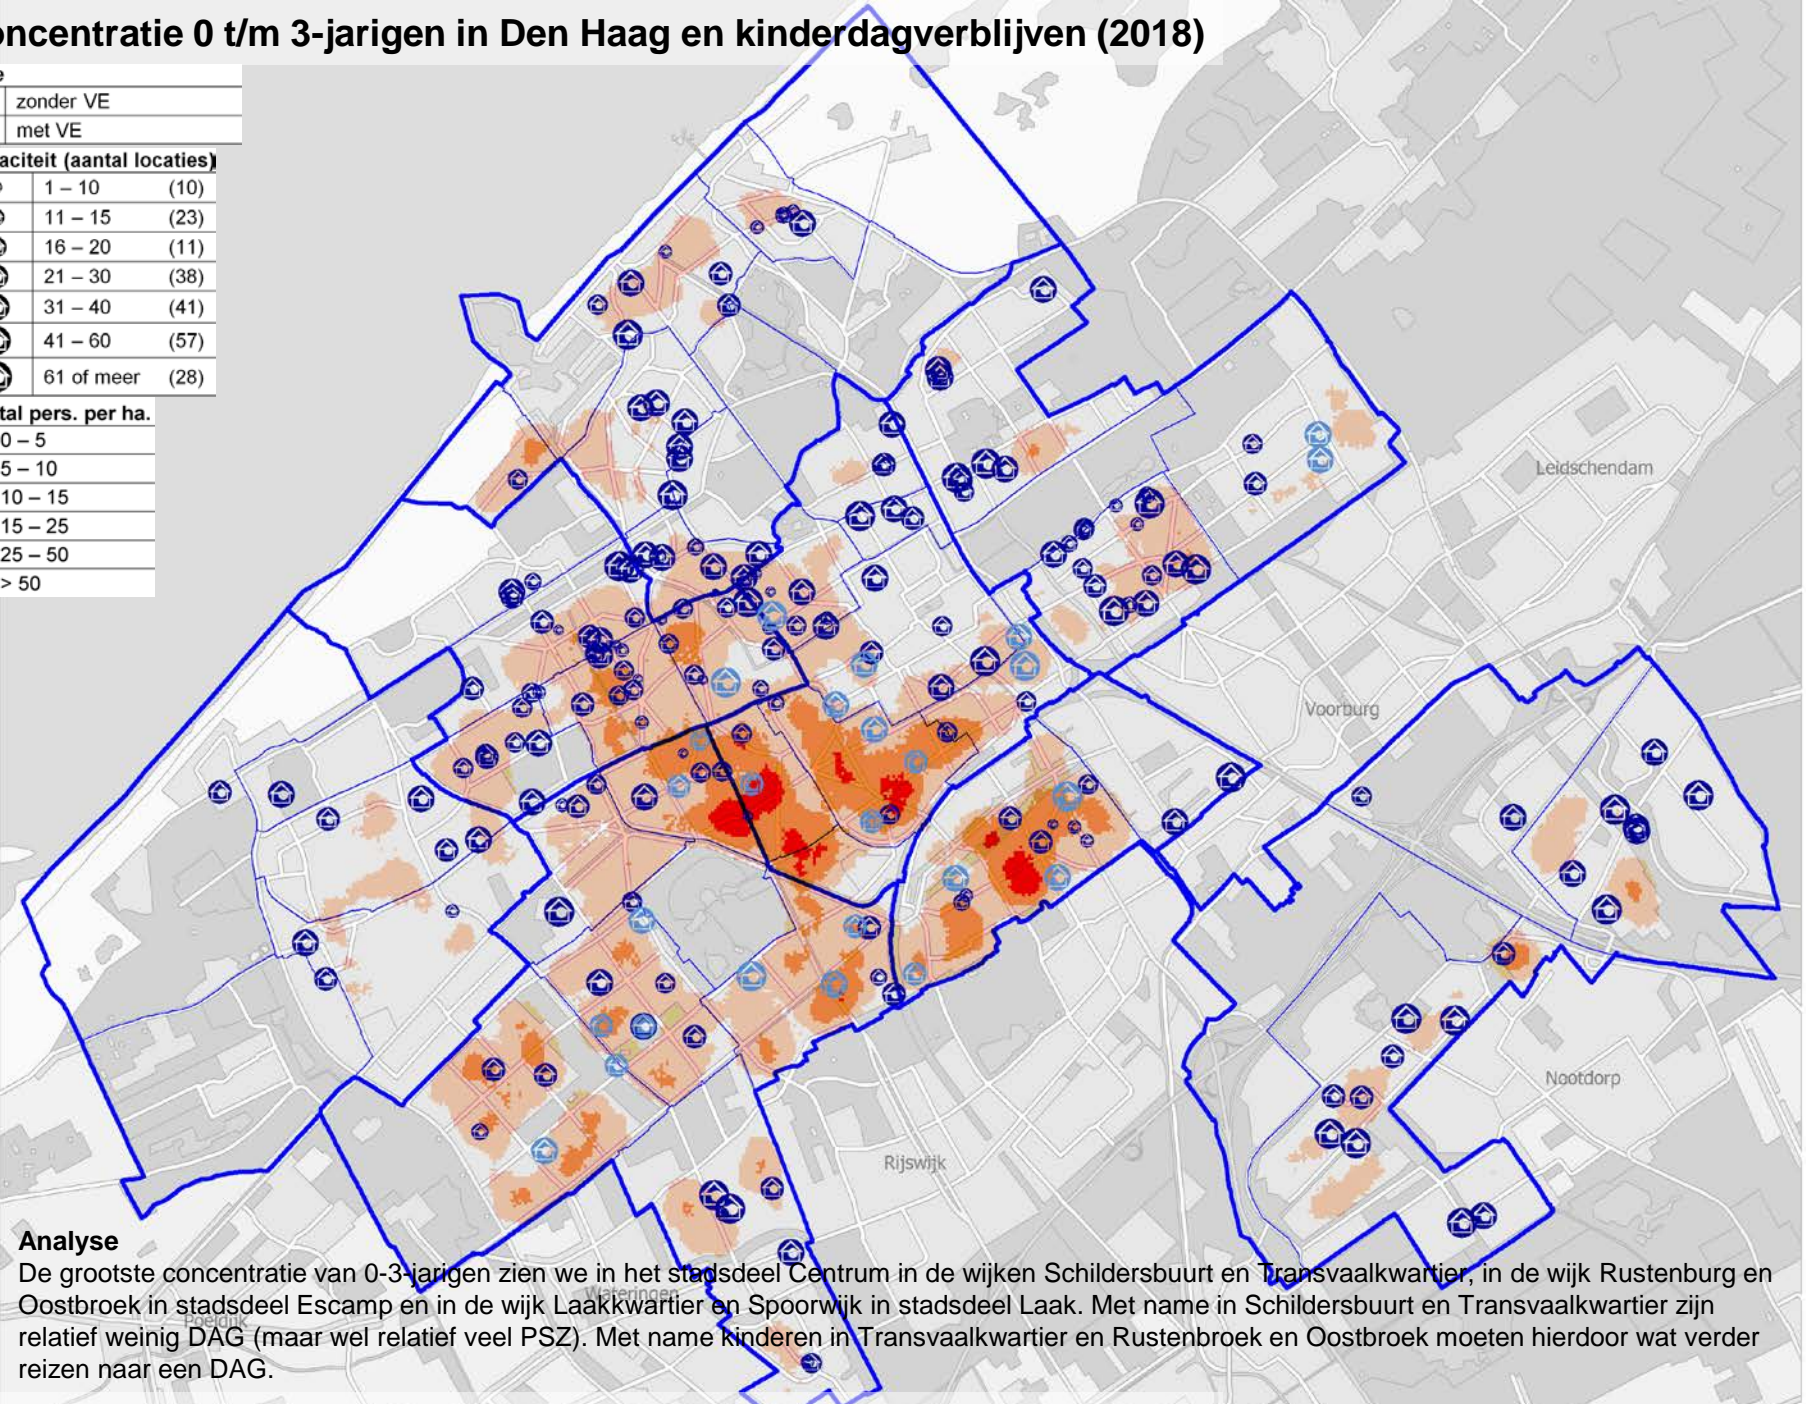 oncentratie 0 t/m 3-jarigen in Den Haag en kinderdagverblijven (2018)
e
zonder VE
met VE
aciteit (aantal locaties)
1 – 10 (10)
11 – 15 (23)
16 – 20 (11)
21 – 30 (38)
31 – 40 (41)
41 – 60 (57)
61 of meer (28)
tal pers. per ha.
0 – 5
5 – 10
10 – 15
15 – 25
25 – 50
> 50
Leidschendam
Voorburg
Nootdorp
Rijswijk
Wateringen
Poeldijk
Analyse
De grootste concentratie van 0-3-jarigen zien we in het stadsdeel Centrum in de wijken Schildersbuurt en Transvaalkwartier, in de wijk Rustenburg en
Oostbroek in stadsdeel Escamp en in de wijk Laakkwartier en Spoorwijk in stadsdeel Laak. Met name in Schildersbuurt en Transvaalkwartier zijn
relatief weinig DAG (maar wel relatief veel PSZ). Met name kinderen in Transvaalkwartier en Rustenbroek en Oostbroek moeten hierdoor wat verder
reizen naar een DAG.